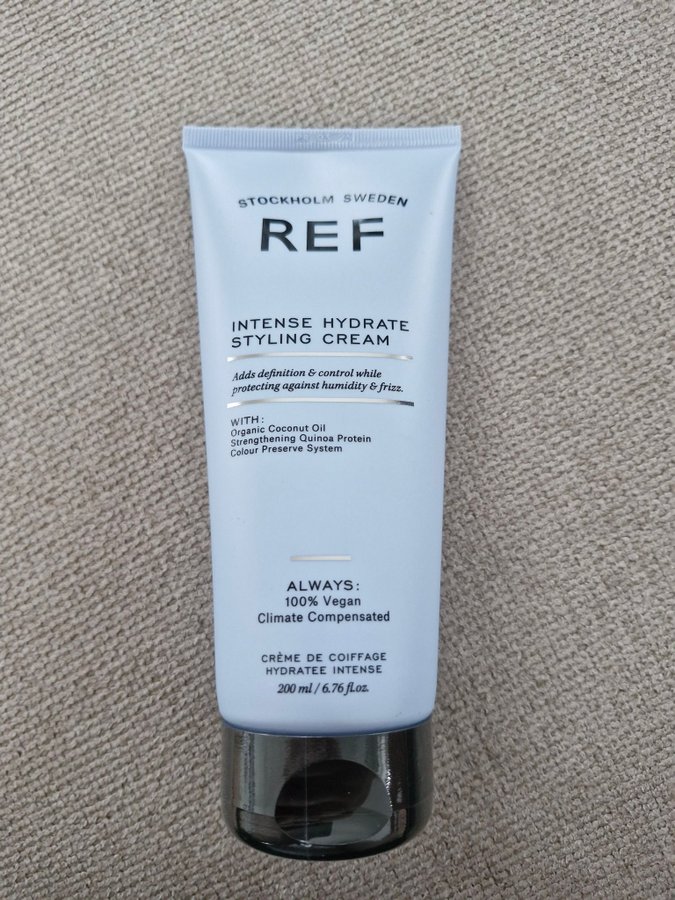 STOCKHOLM SWEDEN
REF
INTENSE HYDRATE
STYLING CREAM
Adds definition & control while
protecting against humidity & frizz.
WITH:
Organic Coconut Oil
Strengthening Quinoa Protein
Colour Preserve System
ALWAYS:
100% Vegan
Climate Compensated
CRÈME DE COIFFAGE
HYDRATEE INTENSE
200 ml / 6.76 fl.oz.